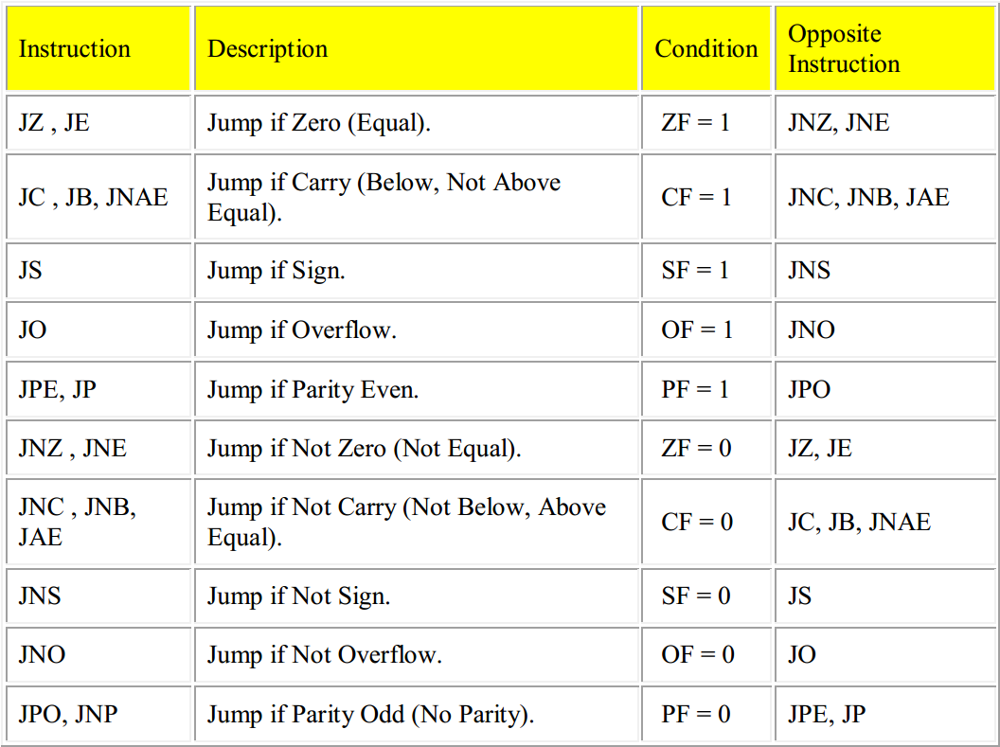 Instruction Description Condition Opposite
Instruction
JZ , JE Jump if Zero (Equal). ZF = 1 JNZ, JNE
JC , JB, JNAE Jump if Carry (Below, Not Above
Equal). CF = 1 JNC, JNB, JAE
JS Jump if Sign. SF = 1 JNS
JO Jump if Overflow. OF = 1 JNO
JPE, JP Jump if Parity Even. PF = 1 JPO
JNZ , JNE Jump if Not Zero (Not Equal). ZF = 0 JZ, JE
JNC , JNB,
JAE Jump if Not Carry (Not Below, Above
Equal). CF = 0 JC, JB, JNAE
JNS Jump if Not Sign. SF = 0 JS
JNO Jump if Not Overflow. OF = 0 JO
JPO, JNP Jump if Parity Odd (No Parity). PF = 0 JPE, JP